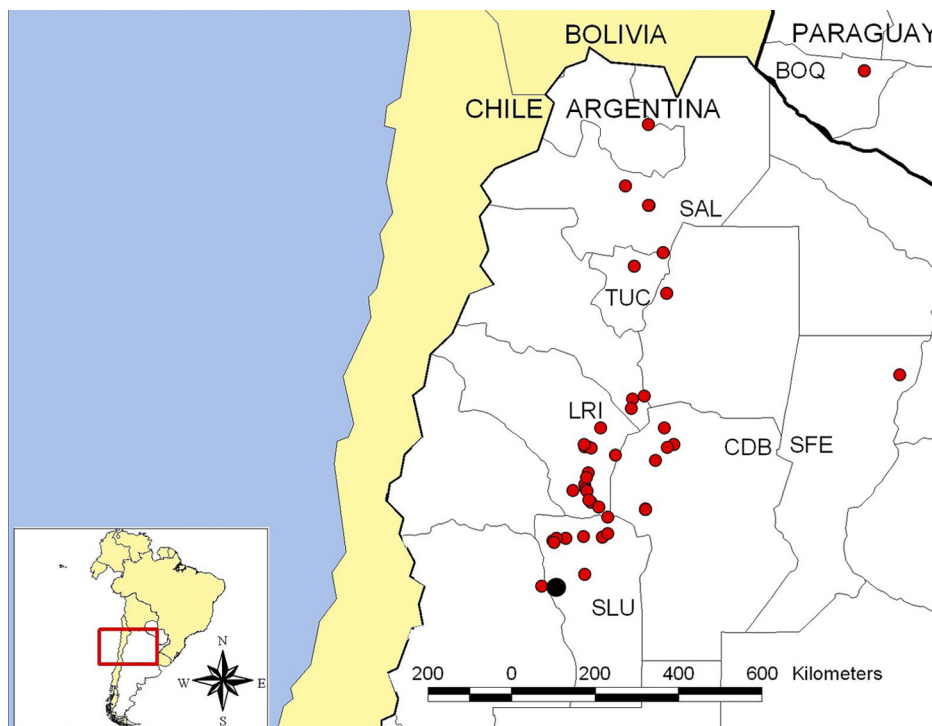 BOLIVIA
PARAGUAY
BOQ
CHILE ARGENTINA
SAL
TUC
LRI
CDB SFE
SLU
N
W E
S
200 0 200 400 600 Kilometers